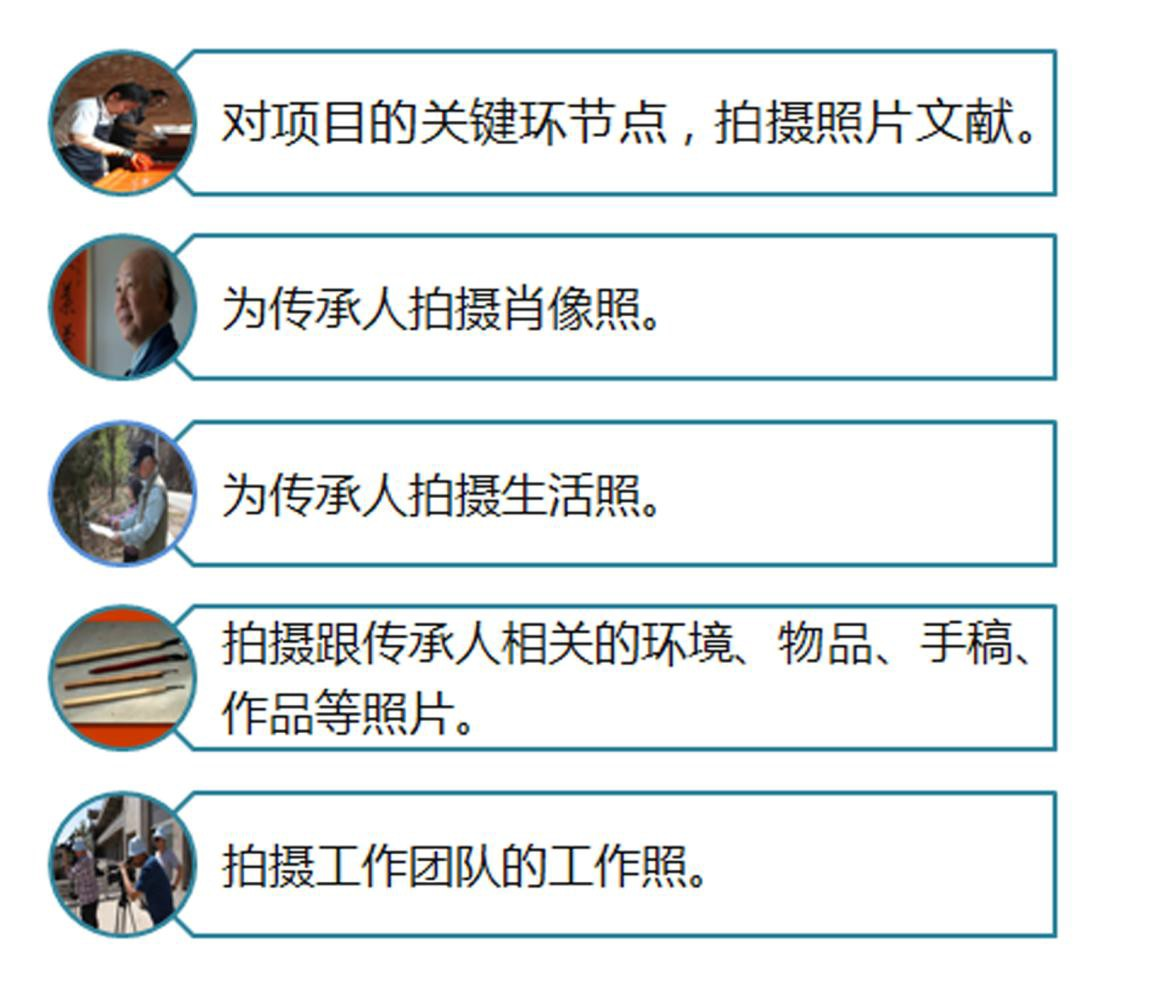 对项目的关键环节点，拍摄照片文献。
为传承人拍摄肖像照。
为传承人拍摄生活照。
拍摄跟传承人相关的环境、物品、手稿、
作品等照片。
拍摄工作团队的工作照。